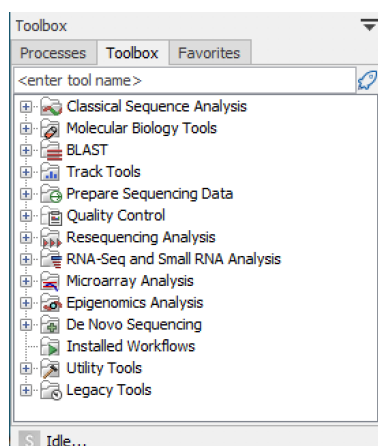 Toolbox
Processes Toolbox Favorites
<enter tool name>
Classical Sequence Analysis
Molecular Biology Tools
BLAST
Track Tools
Prepare Sequencing Data
Quality Control
Resequencing Analysis
RNA-Seq and Small RNA Analysis
Microarray Analysis
Epigenomics Analysis
De Novo Sequencing
Installed Workflows
Utility Tools
Legacy Tools
S Idle...